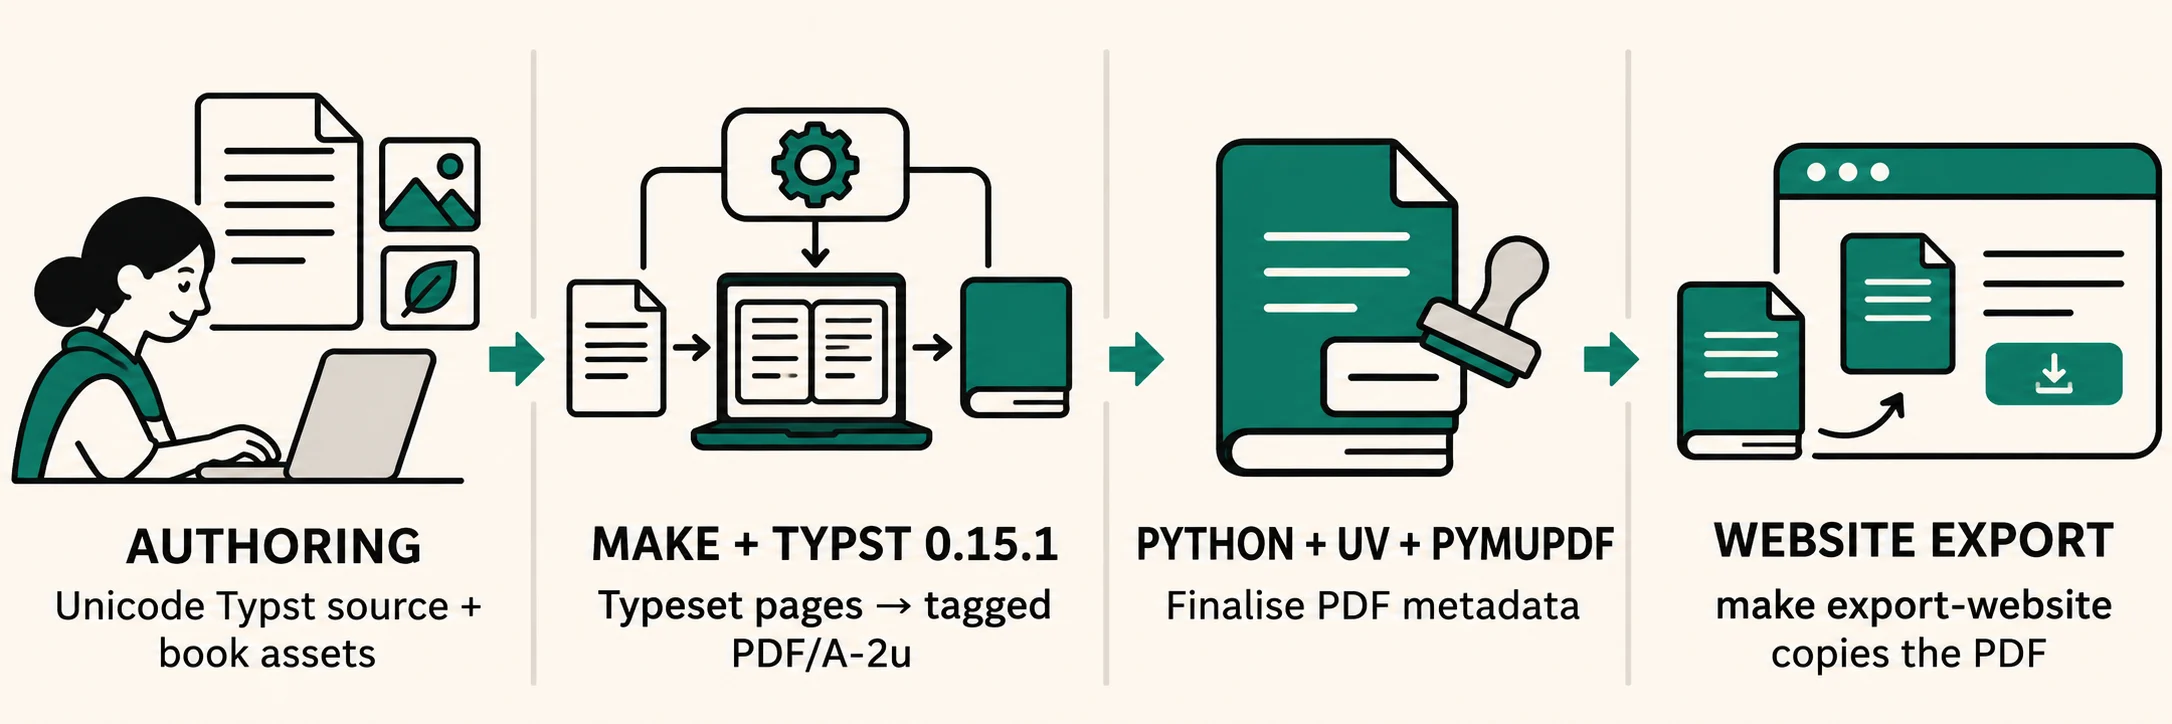 AUTHORING
Unicode Typst source +
book assets
MAKE + TYPST 0.15.1
Typeset pages → tagged
PDF/A-2u
PYTHON + UV + PYMUPDF
Finalise PDF metadata
WEBSITE EXPORT
make export-website
copies the PDF